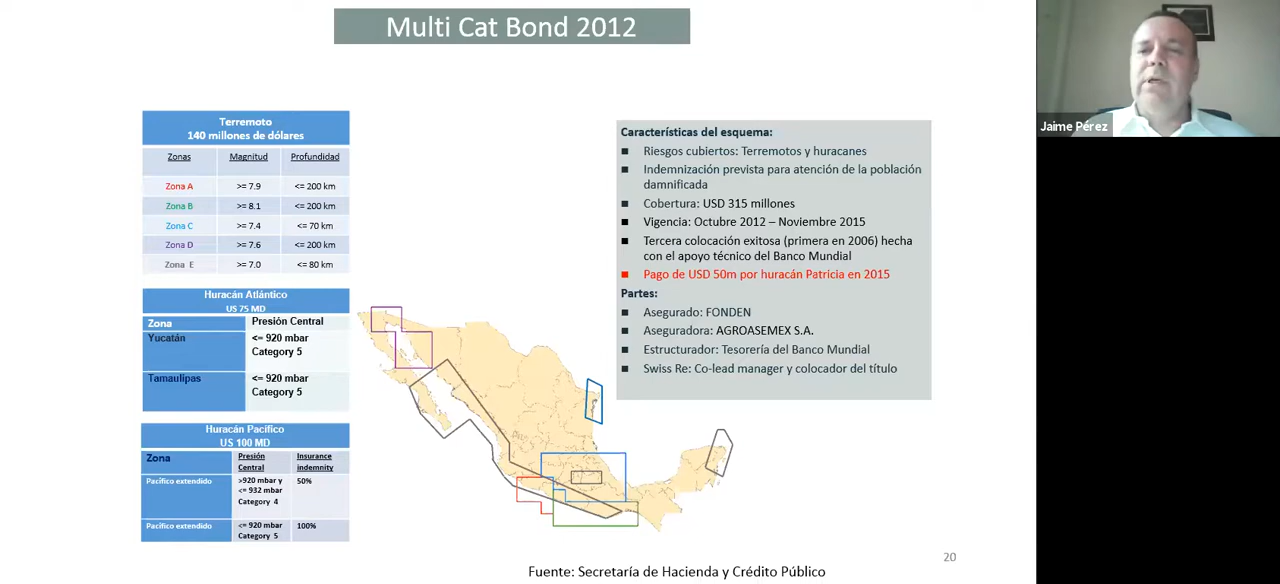 Multi Cat Bond 2012
Terremoto
140 millones de dólares
Zonas Magnitud Profundidad
Zona A >= 7.9 <= 200 km
Zona B >= 8.1 <= 200 km
Zona C >= 7.4 <= 70 km
Zona D >= 7.6 <= 200 km
Zona E >= 7.0 <= 80 km
Huracán Atlántico
US 75 MD
Zona Presión Central
Yucatán <= 920 mbar
Category 5
Tamaulipas <= 920 mbar
Category 5
Huracán Pacífico
US 100 MD
Zona Presión Insurance
Central indemnity
Pacífico extendido >920 mbar y 50%
<= 932 mbar
Category 4
Pacífico extendido <= 920 mbar 100%
Category 5
Características del esquema:
Riesgos cubiertos: Terremotos y huracanes
Indemnización prevista para atención de la población
damnificada
Cobertura: USD 315 millones
Vigencia: Octubre 2012 – Noviembre 2015
Tercera colocación exitosa (primera en 2006) hecha
con el apoyo técnico del Banco Mundial
Pago de USD 50m por huracán Patricia en 2015
Partes:
Asegurado: FONDEN
Aseguradora: AGROASEMEX S.A.
Estructurador: Tesorería del Banco Mundial
Swiss Re: Co-lead manager y colocador del título
Jaime Pérez
20
Fuente: Secretaría de Hacienda y Crédito Público